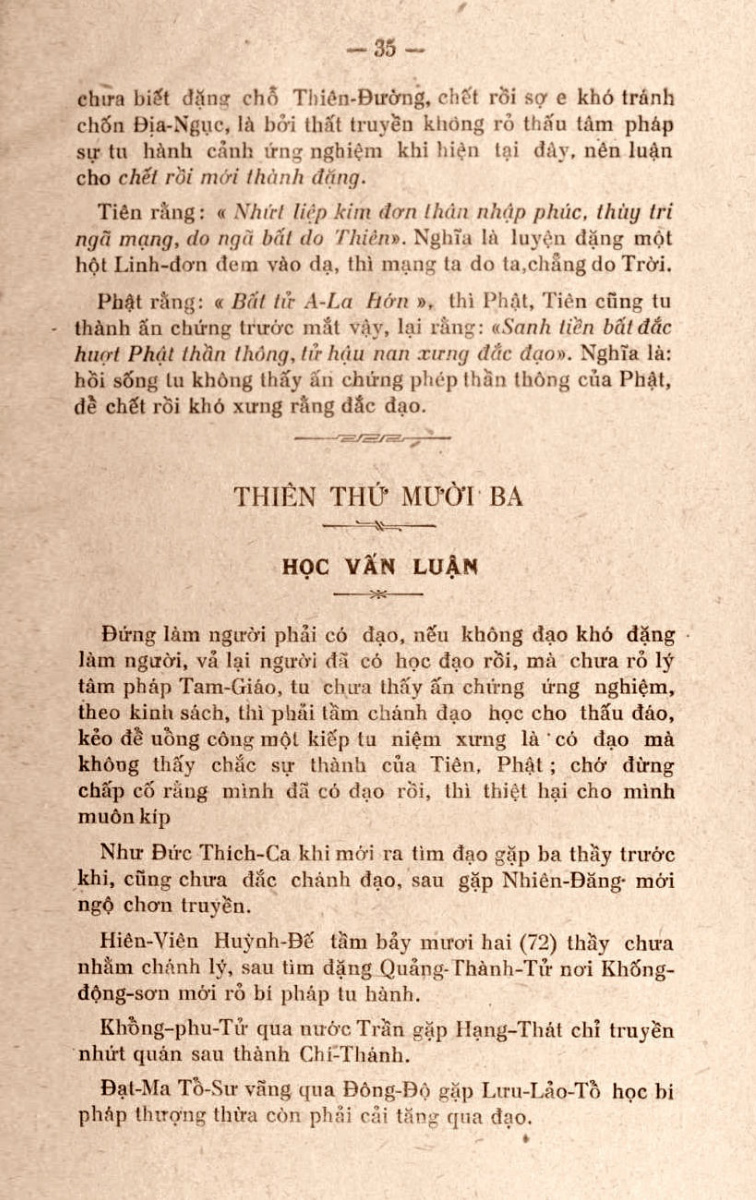 — 35 —
chưa biết đặng chỗ Thiên-Đường, chết rồi sợ e khó tránh
chốn Địa-Ngục, là bởi thất truyền không rỏ thấu tâm pháp
sự tu hành cảnh ứng nghiệm khi hiện tại đây, nên luận
cho chết rồi mới thành đặng.
Tiên rằng: « Nhứt liệp kim đơn thân nhập phúc, thùy tri
ngã mạng, do ngã bất do Thiên». Nghĩa là luyện đặng một
hột Linh-đơn đem vào dạ, thì mạng ta do ta,chẳng do Trời.
Phật rằng: « Bất tử A-La Hớn », thì Phật, Tiên cũng tu
thành ấn chứng trước mắt vậy, lại rằng: «Sanh tiền bất đắc
huợt Phật thần thông, tử hậu nan xưng đắc đạo». Nghĩa là:
hồi sống tu không thấy ấn chứng phép thần thông của Phật,
để chết rồi khó xưng rằng đắc đạo.
THIÊN THỨ MƯỜI BA
HỌC VẤN LUẬN
Đứng làm người phải có đạo, nếu không đạo khó đặng
làm người, vả lại người đã có học đạo rồi, mà chưa rỏ lý
tâm pháp Tam-Giáo, tu chưa thấy ấn chứng ứng nghiệm,
theo kinh sách, thì phải tầm chánh đạo học cho thấu đáo,
kẻo để uổng công một kiếp tu niệm xưng là có đạo mà
không thấy chắc sự thành của Tiên, Phật ; chớ đừng
chấp cố rằng mình đã có đạo rồi, thì thiệt hại cho mình
muôn kíp
Như Đức Thích-Ca khi mới ra tìm đạo gặp ba thầy trước
khi, cũng chưa đắc chánh đạo, sau gặp Nhiên-Đăng mới
ngộ chơn truyền.
Hiên-Viên Huỳnh-Đế tầm bảy mươi hai (72) thầy chưa
nhằm chánh lý, sau tìm đặng Quảng-Thành-Tử nơi Khống-
động-sơn mới rỏ bí pháp tu hành.
Khổng-phu-Tử qua nước Trần gặp Hạng-Thát chỉ truyền
nhứt quán sau thành Chí-Thánh.
Đạt-Ma Tổ-Sư vãng qua Đông-Độ gặp Lưu-Lảo-Tổ học bí
pháp thượng thừa còn phải cải tăng qua đạo.